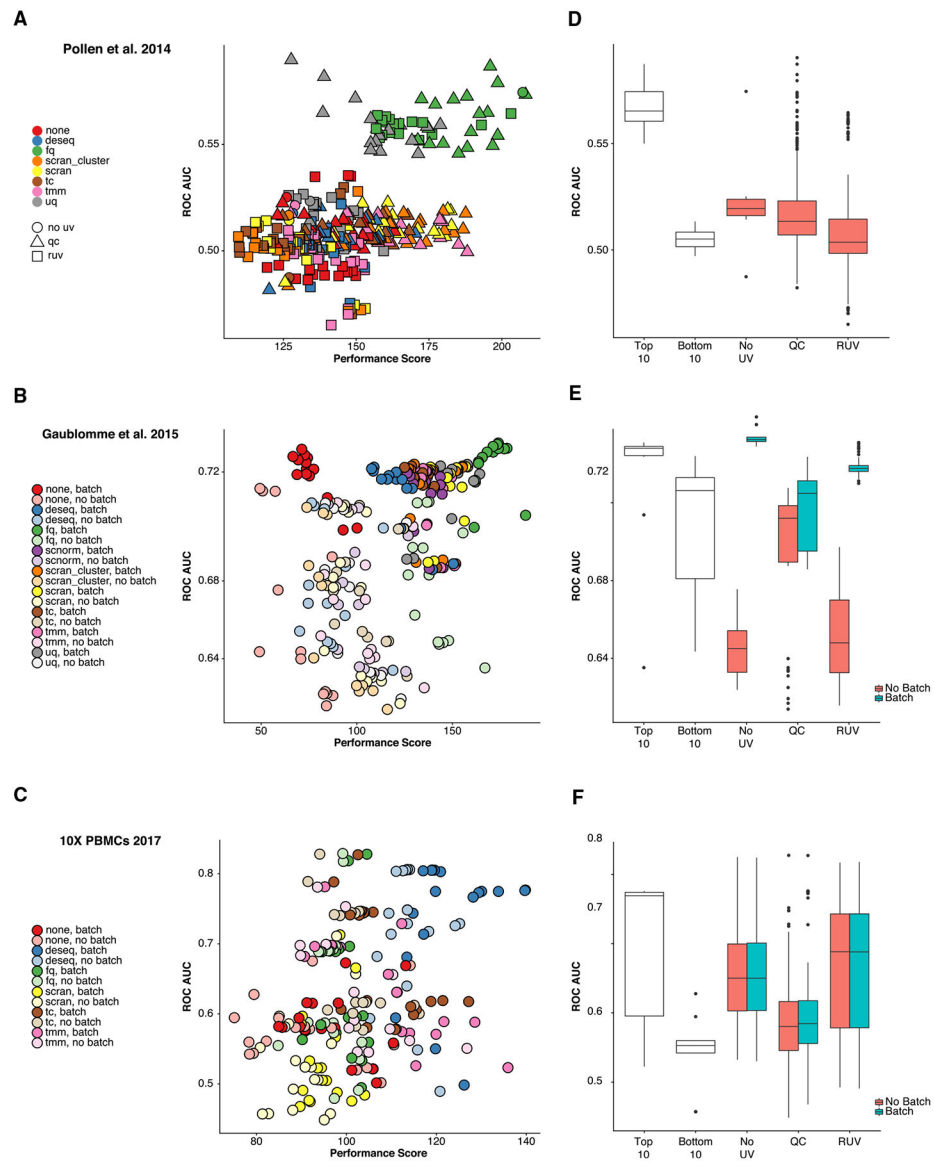 A
Pollen et al. 2014
none
deseq
fq
scran_cluster
scran
tc
tmm
uq
no uv
qc
ruv
ROC AUC
0.55
0.50
125
150
175
200
Performance Score
D
ROC AUC
0.55
0.50
Top 10
Bottom 10
No UV
QC
RUV
B
Gaublomme et al. 2015
none, batch
none, no batch
deseq, batch
deseq, no batch
fq, batch
fq, no batch
scnorm, batch
scnorm, no batch
scran_cluster, batch
scran_cluster, no batch
scran, batch
scran, no batch
tc, batch
tc, no batch
tmm, batch
tmm, no batch
uq, batch
uq, no batch
ROC AUC
0.72
0.68
0.64
50
100
150
Performance Score
E
ROC AUC
0.72
0.68
0.64
Top 10
Bottom 10
No UV
QC
RUV
No Batch
Batch
C
10X PBMCs 2017
none, batch
none, no batch
deseq, batch
deseq, no batch
fq, batch
fq, no batch
scran, batch
scran, no batch
tc, batch
tc, no batch
tmm, batch
tmm, no batch
ROC AUC
0.8
0.7
0.6
0.5
80
100
120
140
Performance Score
F
ROC AUC
0.8
0.7
0.6
0.5
Top 10
Bottom 10
No UV
QC
RUV
No Batch
Batch